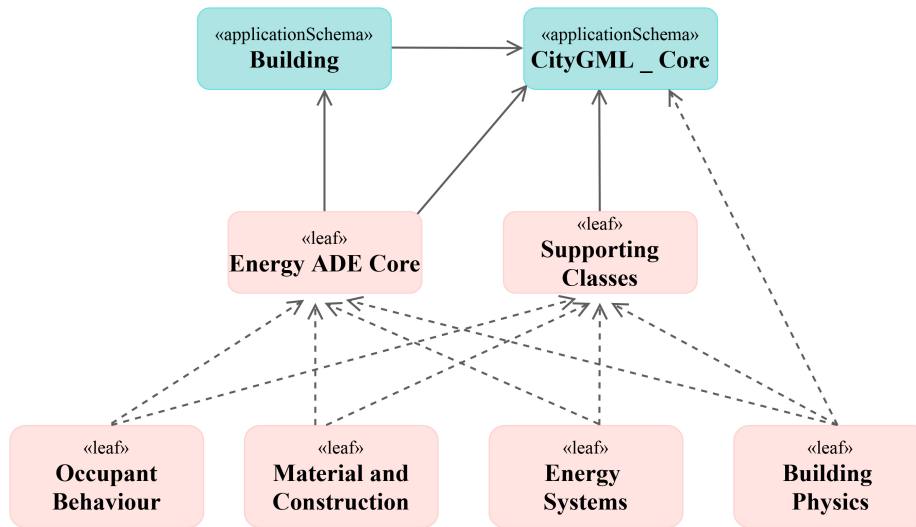 «applicationSchema»
Building
«applicationSchema»
CityGML _ Core
«leaf»
Energy ADE Core
«leaf»
Supporting
Classes
«leaf»
Occupant
Behaviour
«leaf»
Material and
Construction
«leaf»
Energy
Systems
«leaf»
Building
Physics